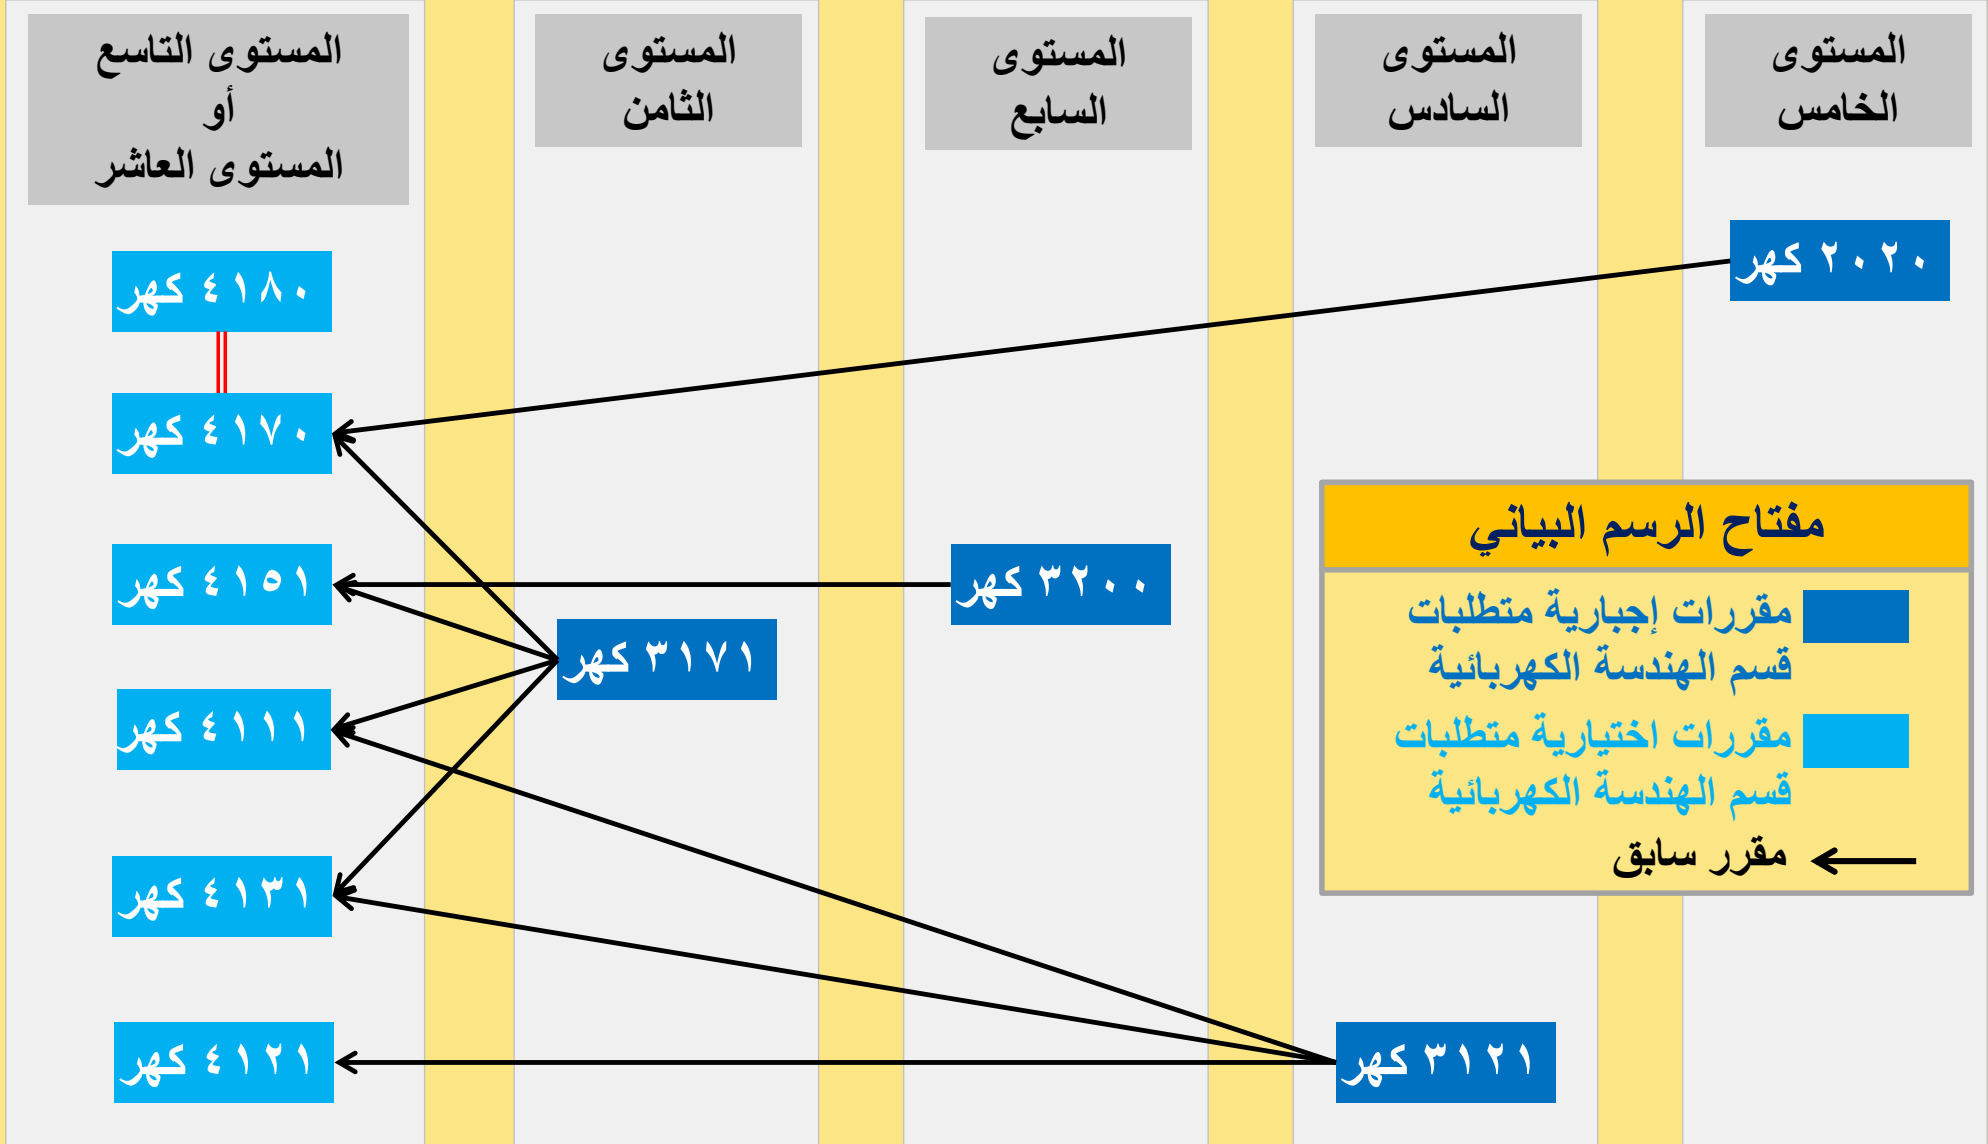 المستوى
الخامس
المستوى
السادس
المستوى
السابع
المستوى
الثامن
المستوى التاسع
أو
المستوى العاشر
٢٠٢٠ كهر
٤١٨٠ كهر
٤١٧٠ كهر
٣٢٠٠ كهر
٤١٥١ كهر
٣١٧١ كهر
٤١١١ كهر
٤١٣١ كهر
٣١٢١ كهر
٤١٢١ كهر
مفتاح الرسم البياني
مقررات إجبارية متطلبات
قسم الهندسة الكهربائية
مقررات اختيارية متطلبات
قسم الهندسة الكهربائية
مقرر سابق